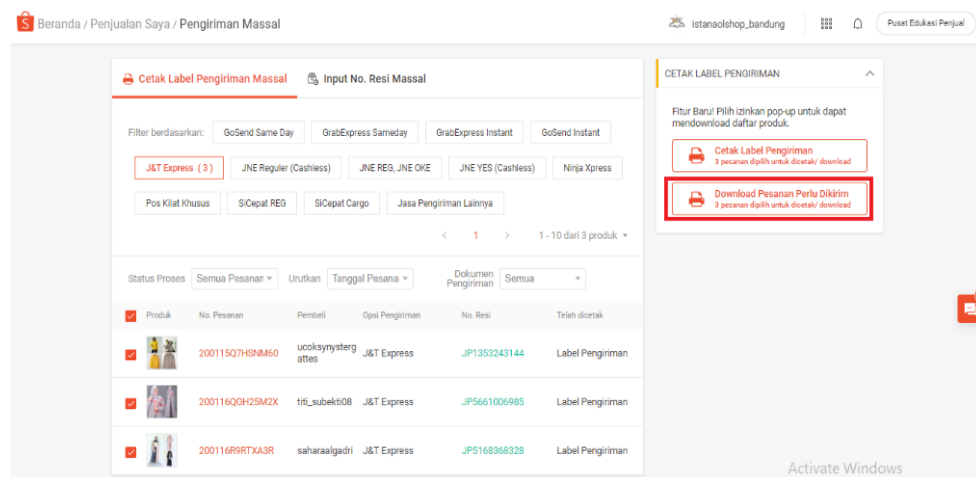 Beranda / Penjualan Saya / Pengiriman Massal
istanaolshop_bandung
Pusat Edukasi Penjual
Cetak Label Pengiriman Massal
Input No. Resi Massal
Filter berdasarkan:
GoSend Same Day
GrabExpress Sameday
GrabExpress Instant
GoSend Instant
J&T Express ( 3 )
JNE Reguler (Cashless)
JNE REG, JNE OKE
JNE YES (Cashless)
Ninja Xpress
Pos Kilat Khusus
SiCepat REG
SiCepat Cargo
Jasa Pengiriman Lainnya
< 1 > 1 - 10 dari 3 produk
Status Proses
Semua Pesanan
Urutkan
Tanggal Pesana
Dokumen
Pengiriman
Semua
Produk No. Pesanan Pembeli Opsi Pengiriman No. Resi Telah dicetak
200115Q7HSNM60 ucoksynysterg
attes J&T Express JP1353243144 Label Pengiriman
200116QGH25M2X titi_subekti08 J&T Express JP5661006985 Label Pengiriman
200116R9RTXA3R saharaalgadri J&T Express JP5168368328 Label Pengiriman
CETAK LABEL PENGIRIMAN
Fitur Baru! Pilih izinkan pop-up untuk dapat
mendownload daftar produk.
Cetak Label Pengiriman
3 pesanan dipilih untuk dicetak/ download
Download Pesanan Perlu Dikirim
3 pesanan dipilih untuk dicetak/ download
Activate Windows